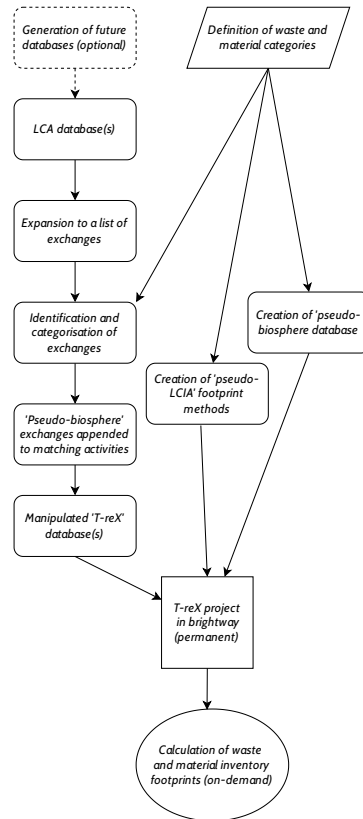 Generation of future
databases (optional)
Definition of waste and
material categories
LCA database(s)
Expansion to a list of
exchanges
Identification and
categorisation of
exchanges
Creation of 'pseudo-
biosphere database
Creation of 'pseudo-
LCIA' footprint
methods
'Pseudo-biosphere'
exchanges appended
to matching activities
Manipulated 'T-reX'
database(s)
T-reX project
in brightway
(permanent)
Calculation of waste
and material inventory
footprints (on-demand)